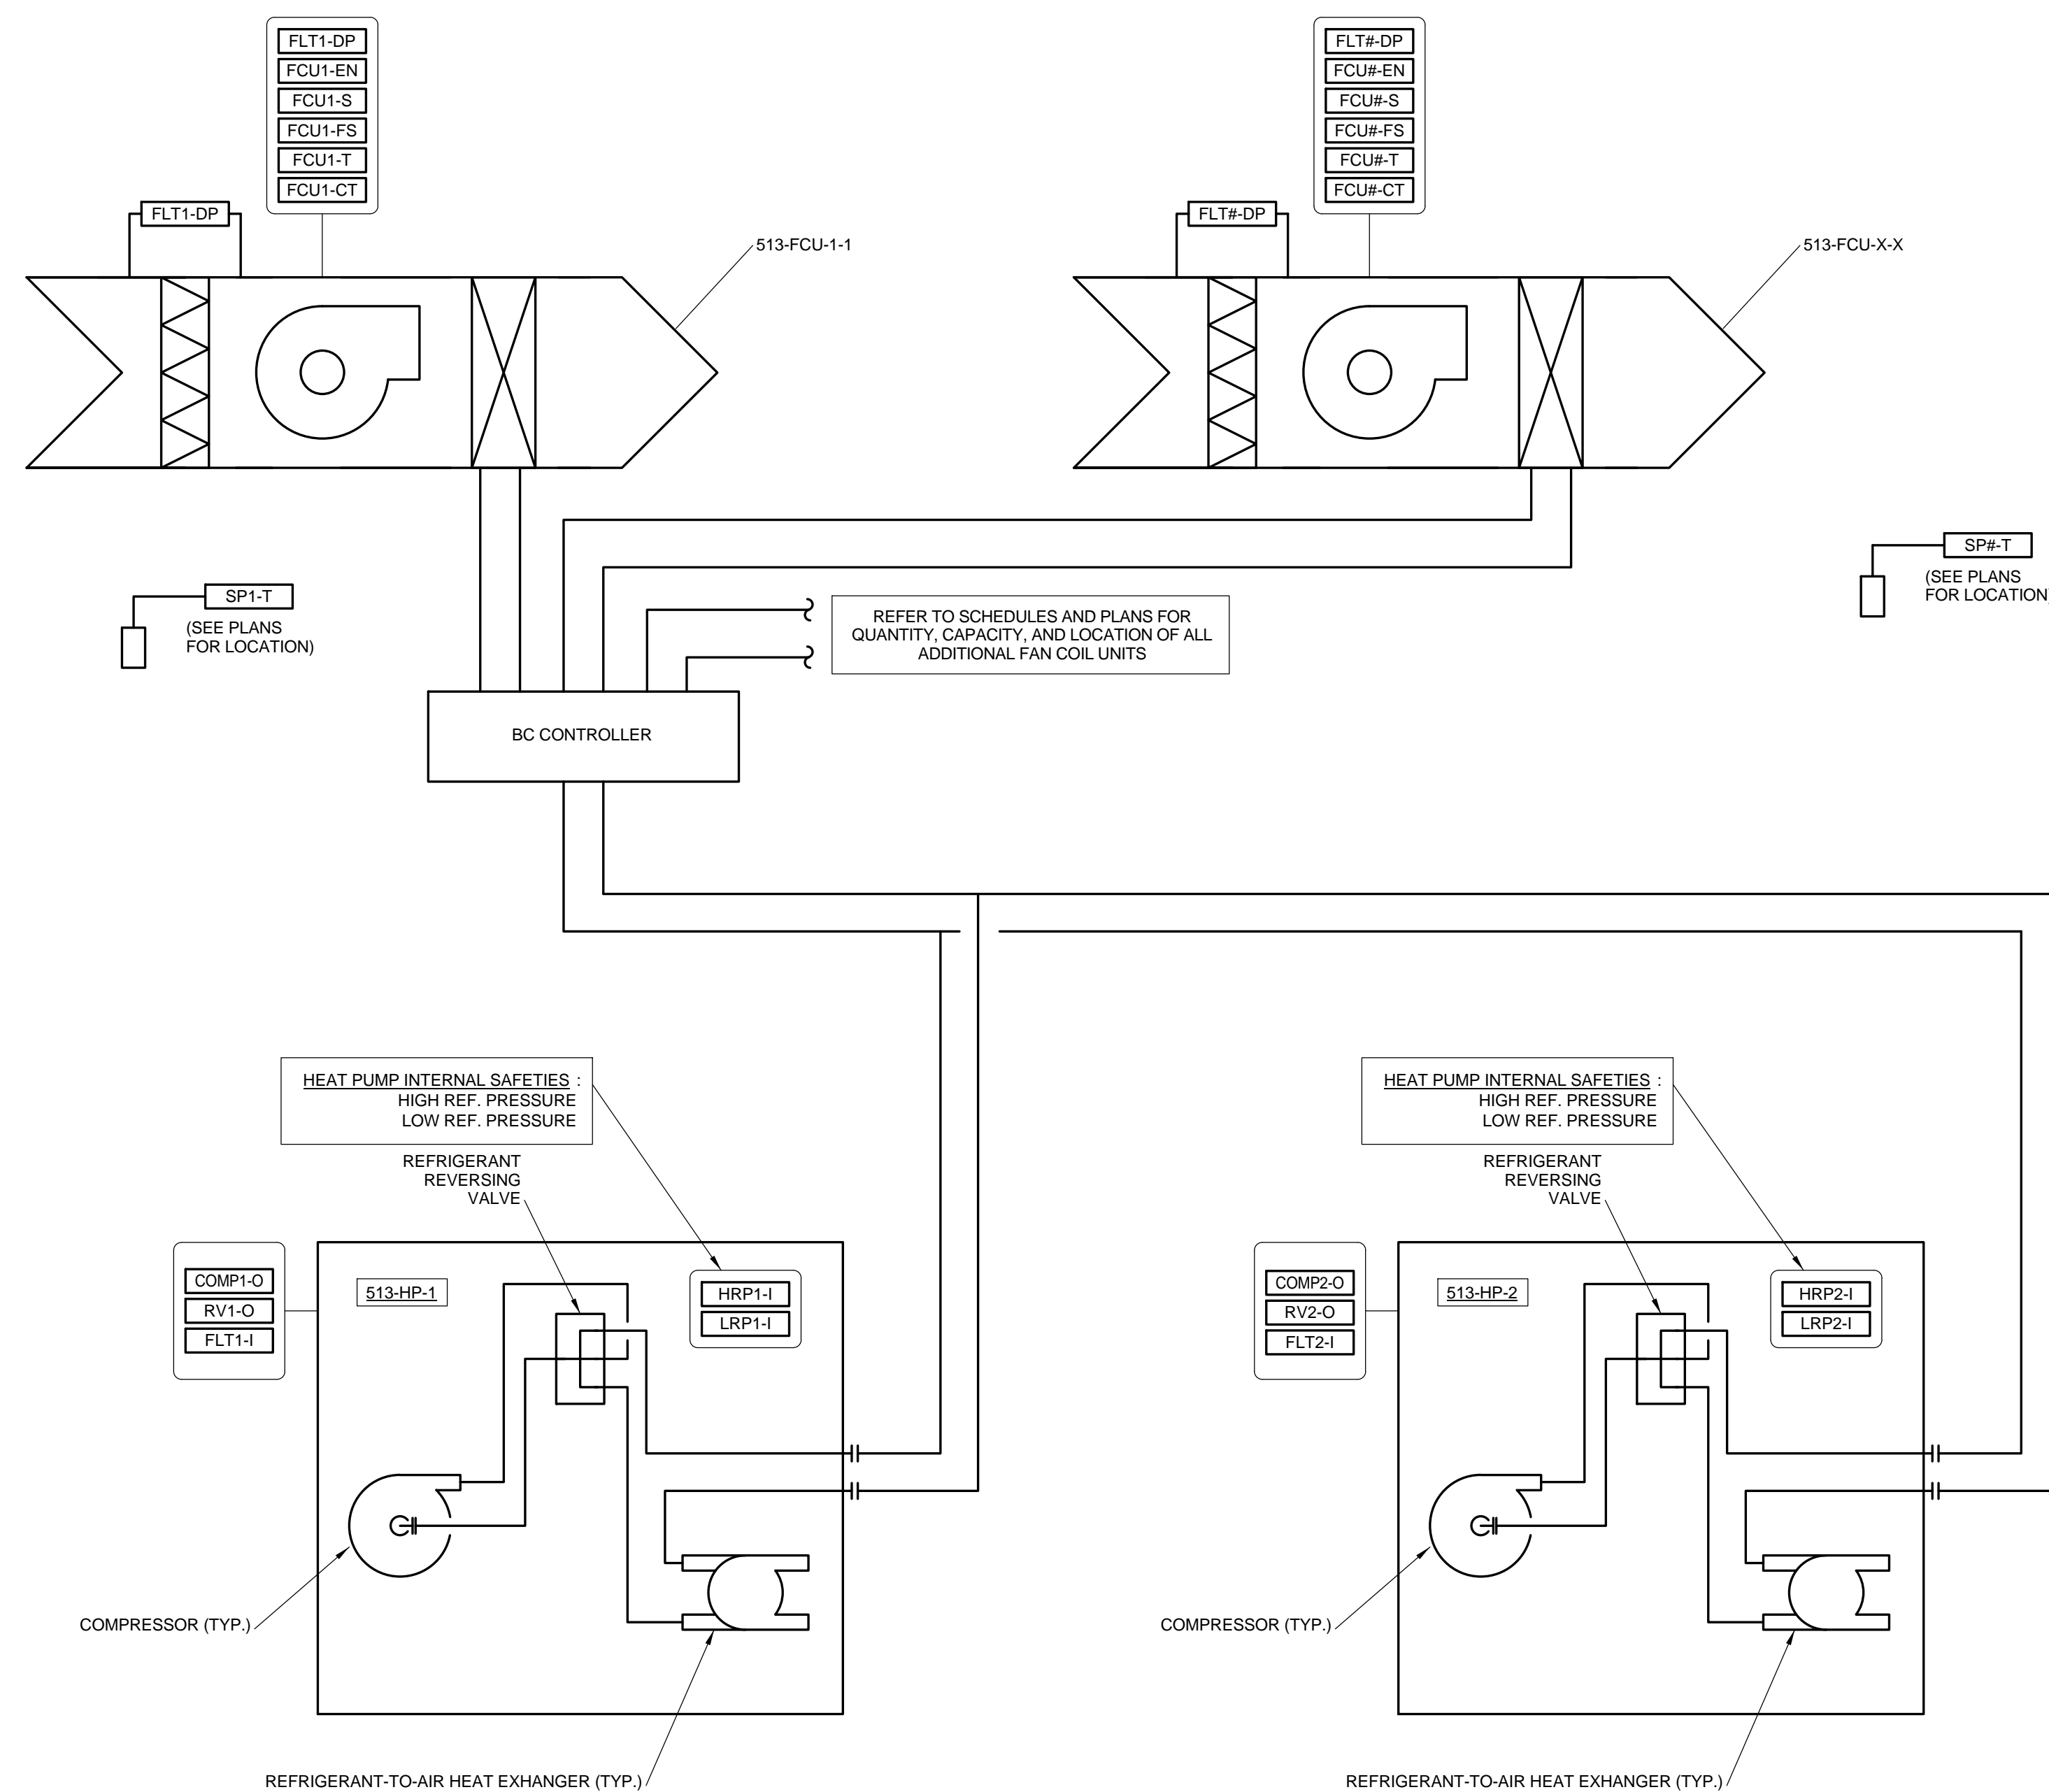 FLT1-DP
FCU1-EN
FCU1-S
FCU1-FS
FCU1-T
FCU1-CT
FLT1-DP
513-FCU-1-1
FLT#-DP
FCU#-EN
FCU#-S
FCU#-FS
FCU#-T
FCU#-CT
FLT#-DP
513-FCU-X-X
SP1-T
(SEE PLANS
FOR LOCATION)
REFER TO SCHEDULES AND PLANS FOR
QUANTITY, CAPACITY, AND LOCATION OF ALL
ADDITIONAL FAN COIL UNITS
SP#-T
(SEE PLANS
FOR LOCATION)
BC CONTROLLER
HEAT PUMP INTERNAL SAFETIES :
HIGH REF. PRESSURE
LOW REF. PRESSURE
REFRIGERANT
REVERSING
VALVE
COMP1-O
RV1-O
FLT1-I
513-HP-1
HRP1-I
LRP1-I
COMPRESSOR (TYP.)
REFRIGERANT-TO-AIR HEAT EXHANGER (TYP.)
HEAT PUMP INTERNAL SAFETIES :
HIGH REF. PRESSURE
LOW REF. PRESSURE
REFRIGERANT
REVERSING
VALVE
COMP2-O
RV2-O
FLT2-I
513-HP-2
HRP2-I
LRP2-I
COMPRESSOR (TYP.)
REFRIGERANT-TO-AIR HEAT EXHANGER (TYP.)